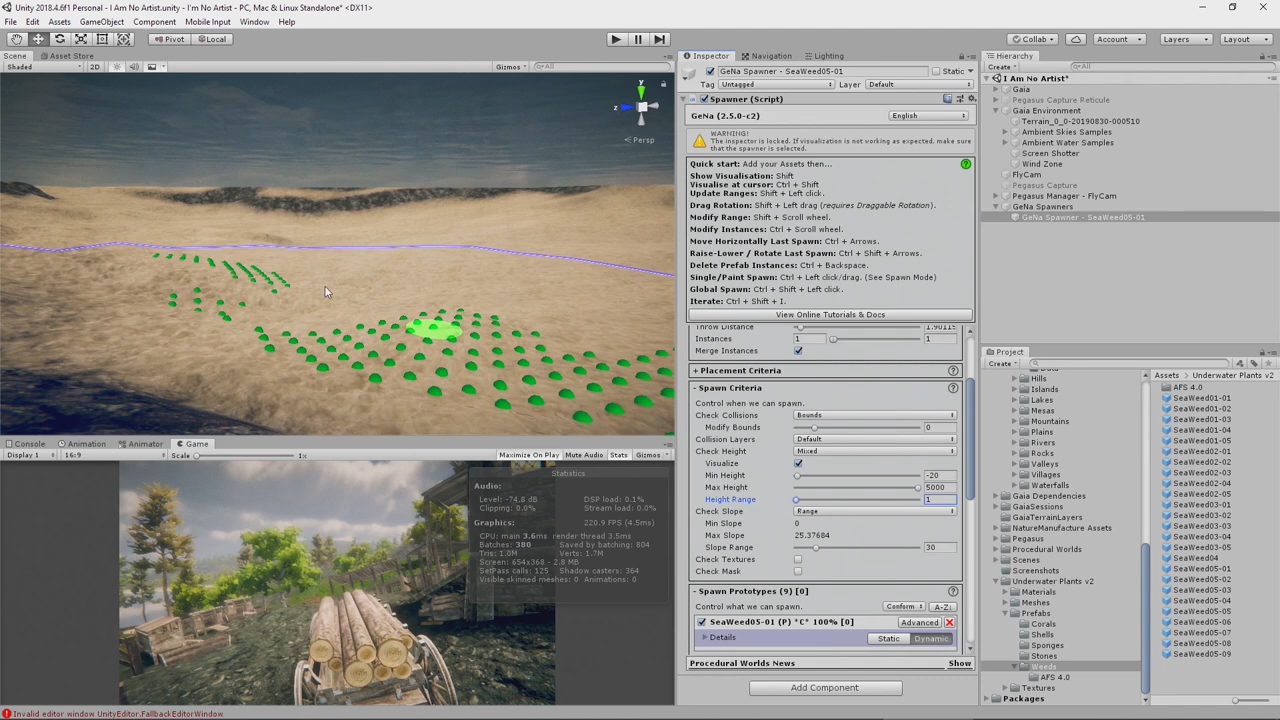 Unity 2018.4.6f1 Personal - I Am No Artist.unity - I'm No Artist - PC, Mac & Linux Standalone* <DX11>
File Edit Assets GameObject Component Mobile Input Window Help
Pivot Local
Collab Account Layers Layout
Scene Asset Store
Shaded 2D Gizmos All
y
z
Persp
Console Animation Animator Game
Display 1 16:9 Scale 1x Maximize On Play Mute Audio Stats Gizmos
Statistics
Audio:
Level: -74.8 dB DSP load: 0.1%
Clipping: 0.0% Stream load: 0.0%
Graphics: 220.9 FPS (4.5ms)
CPU: main 3.6ms render thread 3.5ms
Batches: 380 Saved by batching: 804
Tris: 1.0M Verts: 1.7M
Screen: 654x368 - 2.8 MB
SetPass calls: 125 Shadow casters: 364
Visible skinned meshes: 0 Animations: 0
Invalid editor window UnityEditor.FallbackEditorWindow
Inspector Navigation Lighting
GeNa Spawner - SeaWeed05-01 Static
Tag Untagged Layer Default
Spawner (Script)
GeNa (2.5.0-c2) English
WARNING!
The inspector is locked. If visualization is not working as expected, make sure
that the spawner is selected.
Quick start: Add your Assets then...
Show Visualisation: Shift
Visualise at cursor: Ctrl + Shift
Update Ranges: Shift + Left click.
Drag Rotation: Shift + Left drag (requires Draggable Rotation).
Modify Range: Shift + Scroll wheel.
Modify Instances: Ctrl + Scroll wheel.
Move Horizontally Last Spawn: Ctrl + Arrows.
Raise-Lower / Rotate Last Spawn: Ctrl + Shift + Arrows.
Delete Prefab Instances: Ctrl + Backspace.
Single/Paint Spawn: Ctrl + Left click/drag. (See Spawn Mode)
Global Spawn: Ctrl + Shift + Left click.
Iterate: Ctrl + Shift + I.
View Online Tutorials & Docs
Throw Distance 1.90115
Instances 1 1
Merge Instances
+ Placement Criteria
- Spawn Criteria
Control when we can spawn.
Check Collisions Bounds
Modify Bounds 0
Collision Layers Default
Check Height Mixed
Visualize
Min Height -20
Max Height 5000
Height Range 1
Check Slope Range
Min Slope 0
Max Slope 25.37684
Slope Range 30
Check Textures
Check Mask
- Spawn Prototypes (9) [0]
Control what we can spawn. Conform A-Z↓
SeaWeed05-01 (P) *C* 100% [0] Advanced X
Details Static Dynamic
Procedural Worlds News Show
Add Component
Hierarchy
Create All
I Am No Artist*
Gaia
Pegasus Capture Reticule
Gaia Environment
Terrain_0_0-20190830-000510
Ambient Skies Samples
Ambient Water Samples
Screen Shotter
Wind Zone
FlyCam
Pegasus Capture
Pegasus Manager - FlyCam
GeNa Spawners
GeNa Spawner - SeaWeed05-01
Project
Create
Hills
Islands
Lakes
Mesas
Mountains
Plains
Rivers
Rocks
Valleys
Villages
Waterfalls
Gaia Dependencies
GaiaSessions
GaiaTerrainLayers
NatureManufacture Assets
Pegasus
Procedural Worlds
Scenes
Screenshots
Underwater Plants v2
Materials
Meshes
Prefabs
Corals
Shells
Sponges
Stones
Weeds
AFS 4.0
Textures
Packages
Assets Underwater Plants v2
AFS 4.0
SeaWeed01-01
SeaWeed01-02
SeaWeed01-03
SeaWeed01-04
SeaWeed01-05
SeaWeed02-01
SeaWeed02-02
SeaWeed02-03
SeaWeed02-04
SeaWeed02-05
SeaWeed03-01
SeaWeed03-02
SeaWeed03-03
SeaWeed03-04
SeaWeed03-05
SeaWeed04
SeaWeed05-01
SeaWeed05-02
SeaWeed05-03
SeaWeed05-04
SeaWeed05-05
SeaWeed05-06
SeaWeed05-07
SeaWeed05-08
SeaWeed05-09